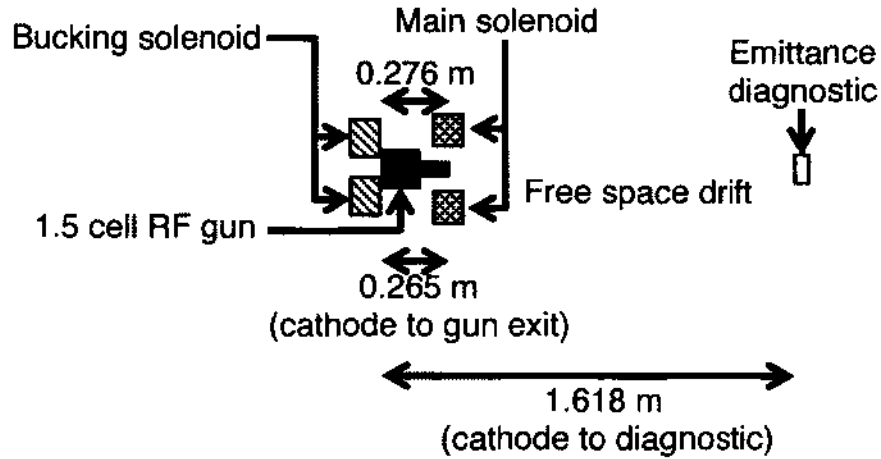 Bucking solenoid
Main solenoid
0.276 m
Emittance
diagnostic
Free space drift
1.5 cell RF gun
0.265 m
(cathode to gun exit)
1.618 m
(cathode to diagnostic)